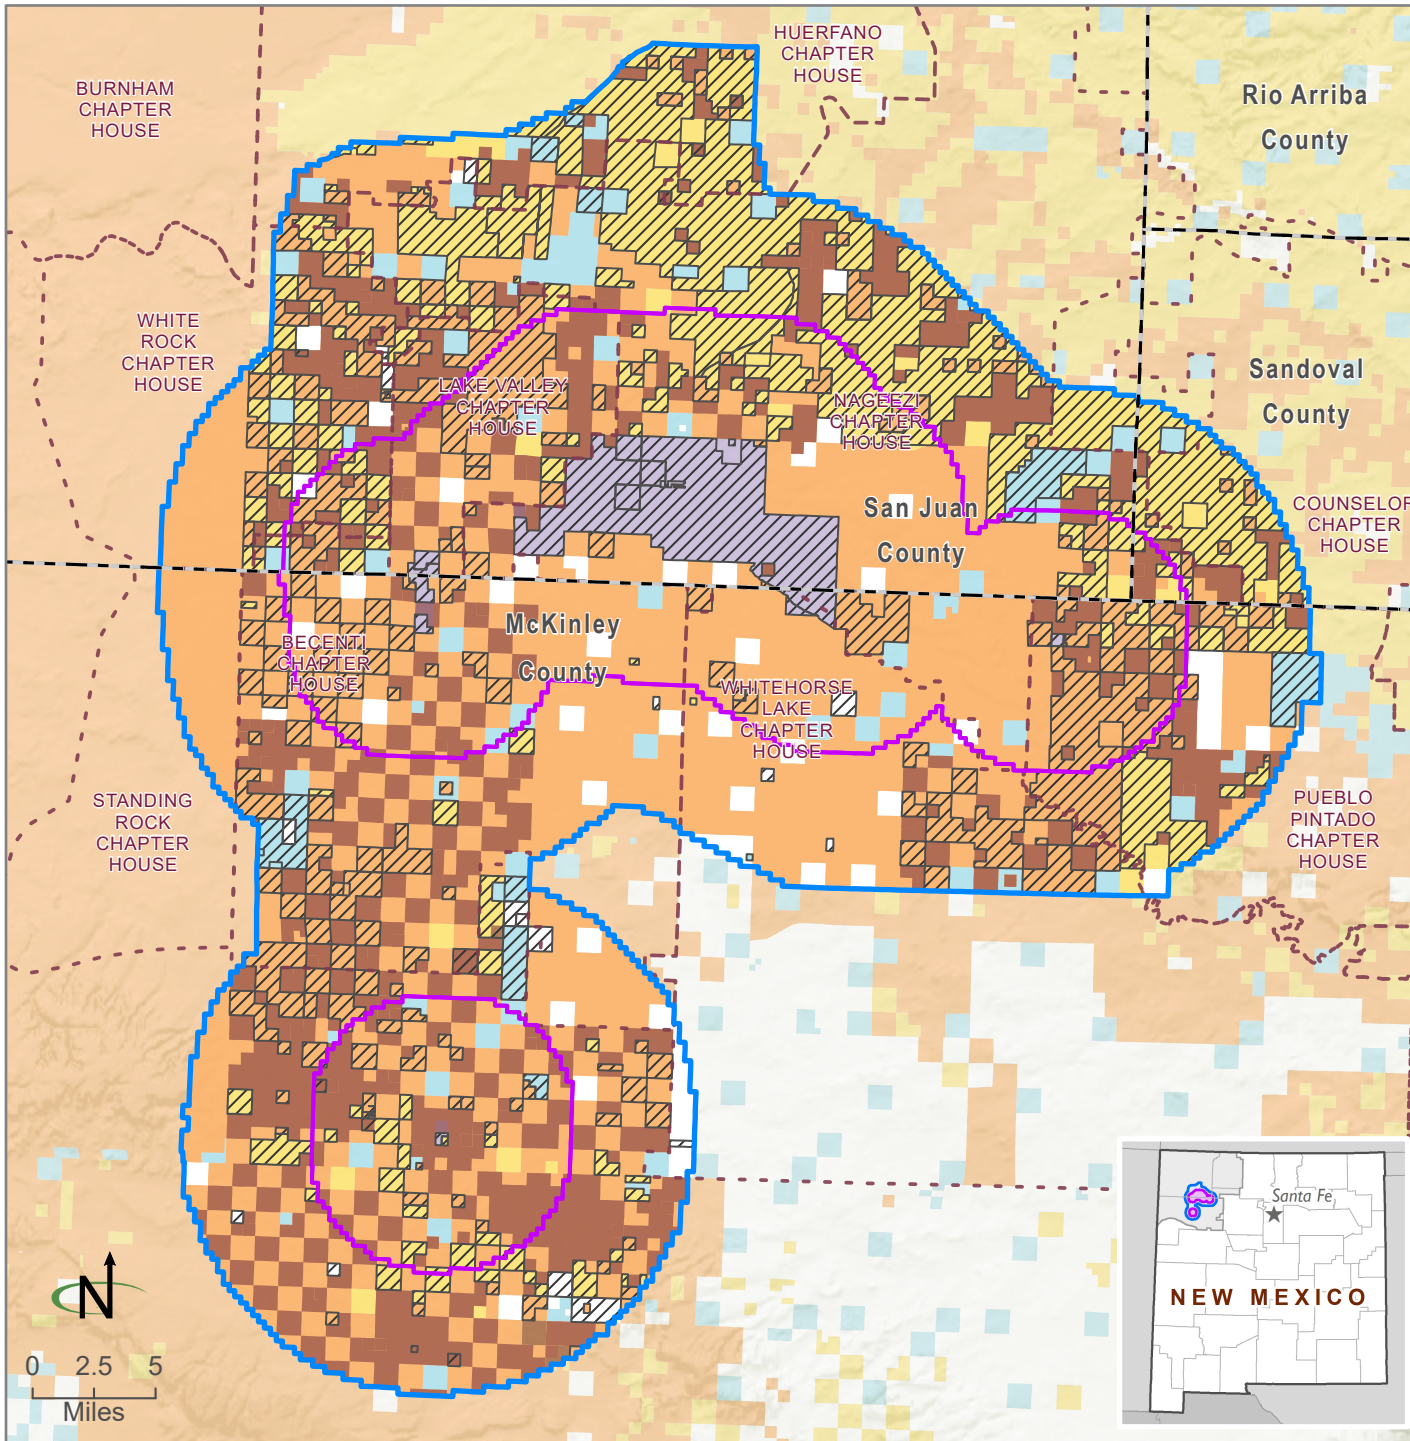 HUERFANO
CHAPTER
HOUSE
BURNHAM
CHAPTER
HOUSE
Rio Arriba
County
WHITE
ROCK
CHAPTER
HOUSE
Sandoval
County
LAKE VALLEY
CHAPTER
HOUSE
NAGEEZI
CHAPTER
HOUSE
San Juan
County
COUNSELOR
CHAPTER
HOUSE
McKinley
County
BECENTI
CHAPTER
HOUSE
WHITEHORSE
LAKE
CHAPTER
HOUSE
STANDING
ROCK
CHAPTER
HOUSE
PUEBLO
PINTADO
CHAPTER
HOUSE
N
0 2.5 5
Miles
Santa Fe
NEW MEXICO